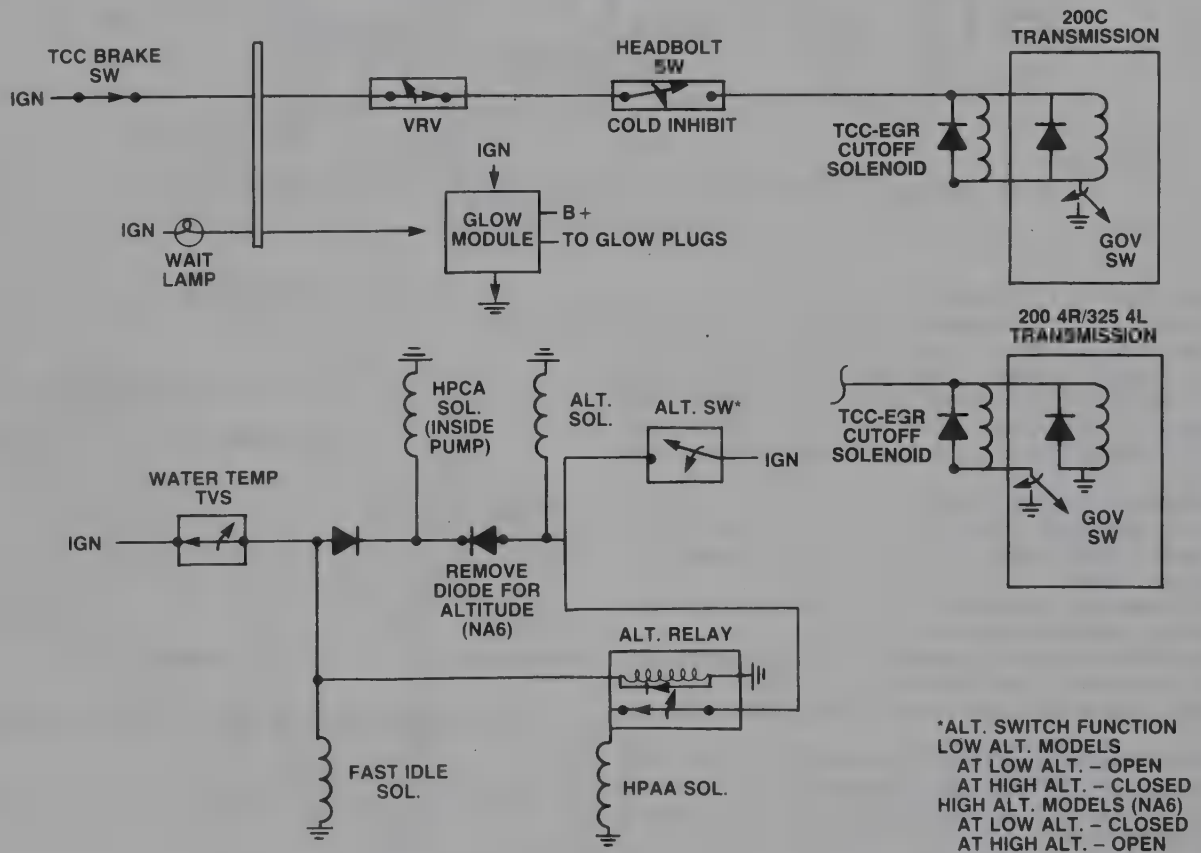 200C
TRANSMISSION
TCC BRAKE
SW
IGN
VRV
HEADBOLT
SW
COLD INHIBIT
TCC-EGR
CUTOFF
SOLENOID
GOV
SW
IGN
GLOW
MODULE
B +
TO GLOW PLUGS
IGN
WAIT
LAMP
200 4R/325 4L
TRANSMISSION
TCC-EGR
CUTOFF
SOLENOID
GOV
SW
HPCA
SOL.
(INSIDE
PUMP)
ALT.
SOL.
ALT. SW*
IGN
WATER TEMP
TVS
IGN
REMOVE
DIODE FOR
ALTITUDE
(NA6)
ALT. RELAY
FAST IDLE
SOL.
HPAA SOL.
*ALT. SWITCH FUNCTION
LOW ALT. MODELS
AT LOW ALT. – OPEN
AT HIGH ALT. – CLOSED
HIGH ALT. MODELS (NA6)
AT LOW ALT. – CLOSED
AT HIGH ALT. – OPEN